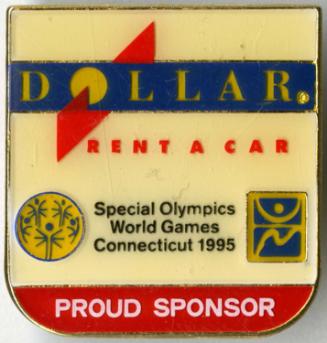 DOLLAR®
RENT A CAR
Special Olympics
World Games
Connecticut 1995
PROUD SPONSOR